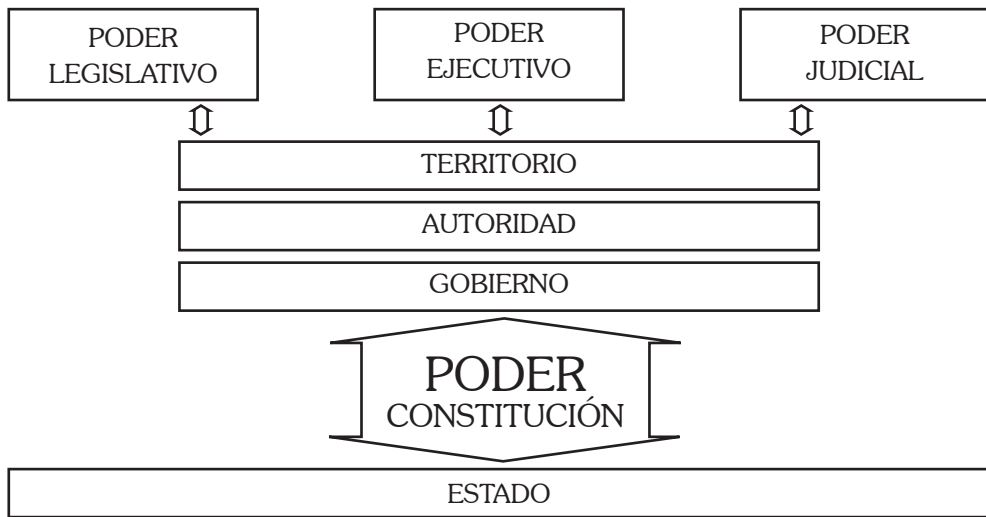 PODER
LEGISLATIVO
PODER
EJECUTIVO
PODER
JUDICIAL
TERRITORIO
AUTORIDAD
GOBIERNO
PODER
CONSTITUCIÓN
ESTADO